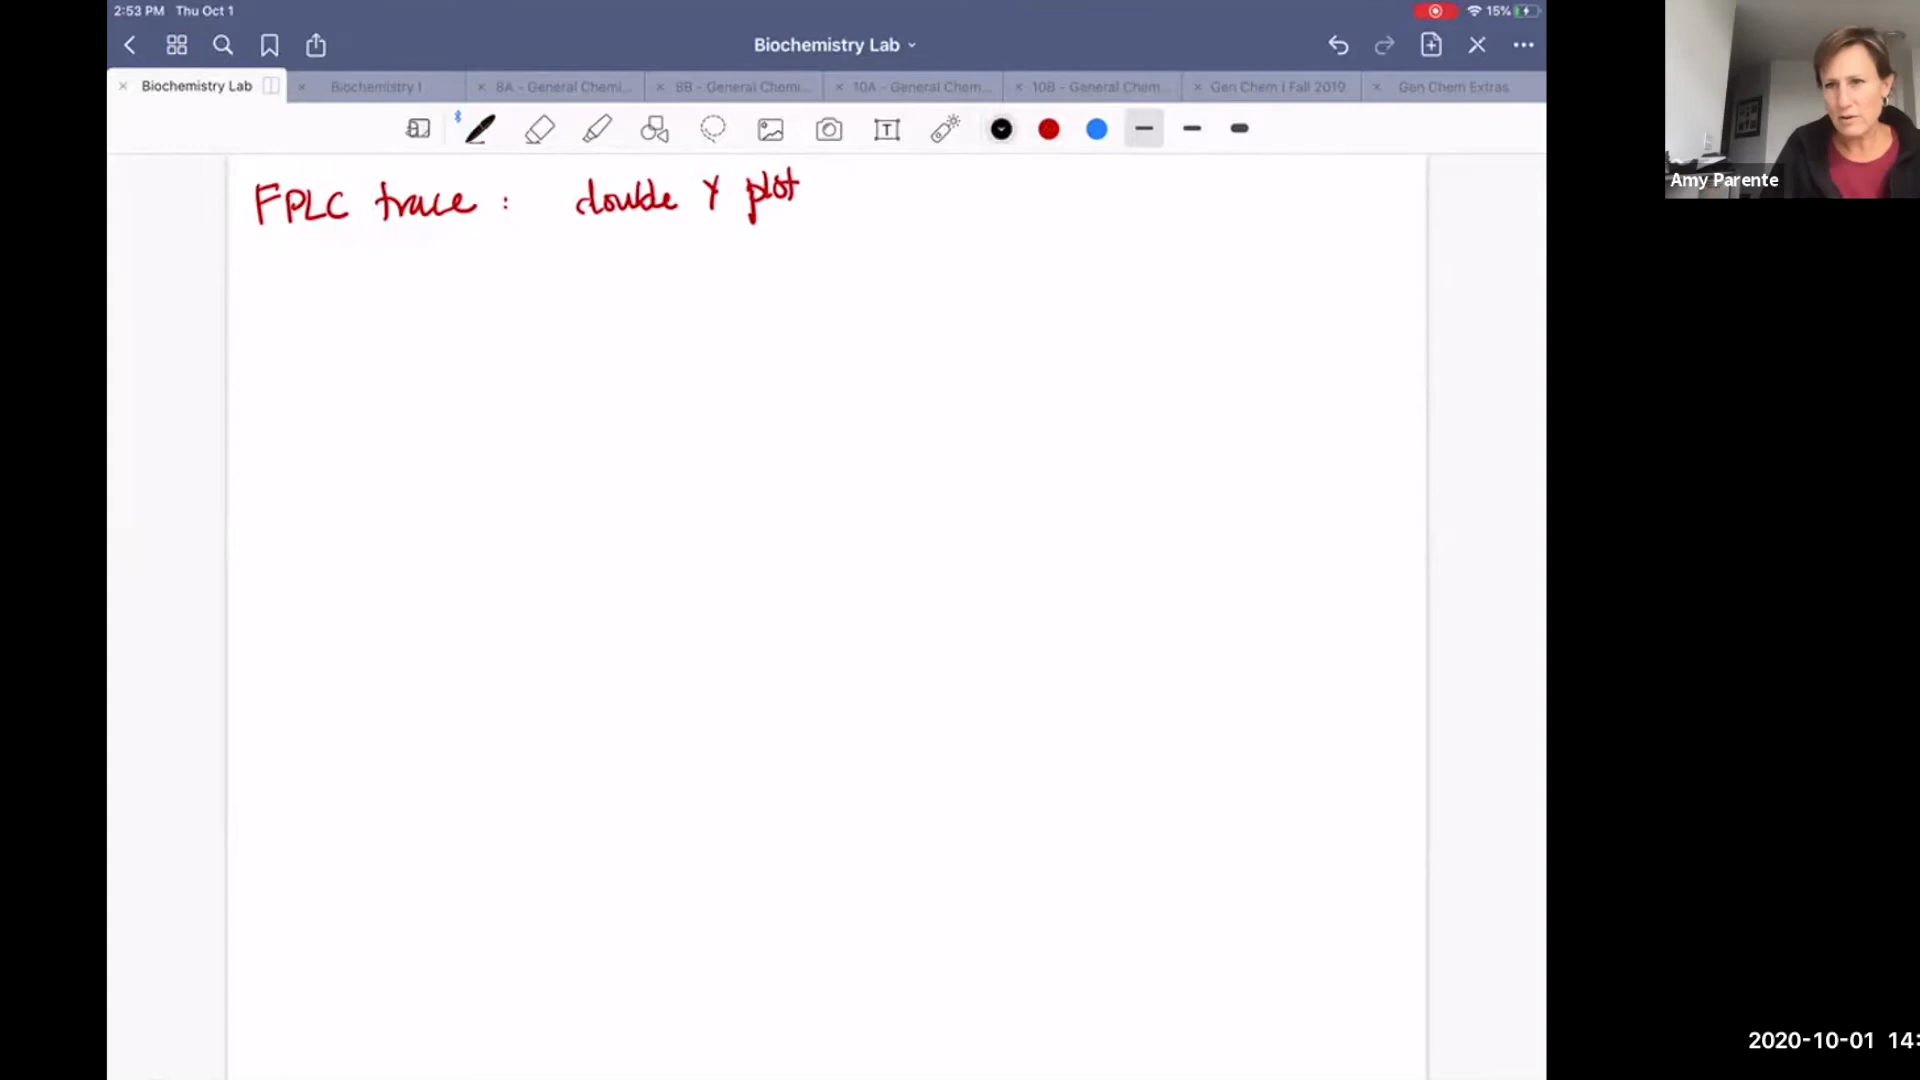 2:53 PM Thu Oct 1
15%
Biochemistry Lab
Biochemistry Lab
Biochemistry I
8A - General Chemi...
8B - General Chemi...
10A - General Chem...
10B - General Chem...
Gen Chem I Fall 2019
Gen Chem Extras
T
FPLC trace : double Y plot
Amy Parente
2020-10-01 14: